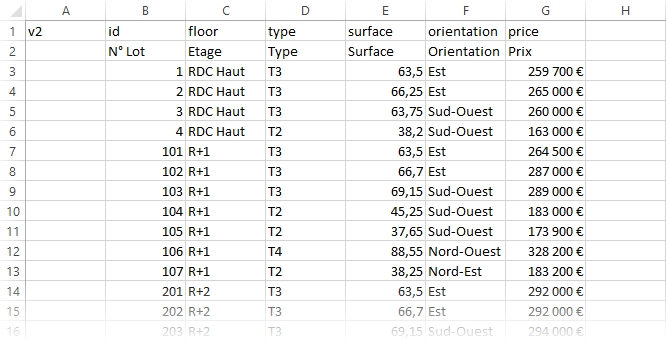 A B C D E F G H
1 v2 id floor type surface orientation price
2 N° Lot Etage Type Surface Orientation Prix
3 1 RDC Haut T3 63,5 Est 259 700 €
4 2 RDC Haut T3 66,25 Est 265 000 €
5 3 RDC Haut T3 63,75 Sud-Ouest 260 000 €
6 4 RDC Haut T2 38,2 Sud-Ouest 163 000 €
7 101 R+1 T3 63,5 Est 264 500 €
8 102 R+1 T3 66,7 Est 287 000 €
9 103 R+1 T3 69,15 Sud-Ouest 289 000 €
10 104 R+1 T2 45,25 Sud-Ouest 183 000 €
11 105 R+1 T2 37,65 Sud-Ouest 173 900 €
12 106 R+1 T4 88,55 Nord-Ouest 328 200 €
13 107 R+1 T2 38,25 Nord-Est 183 200 €
14 201 R+2 T3 63,5 Est 292 000 €
15 202 R+2 T3 66,7 Est 292 000 €
16 203 R+2 T3 69,15 Sud-Ouest 294 000 €